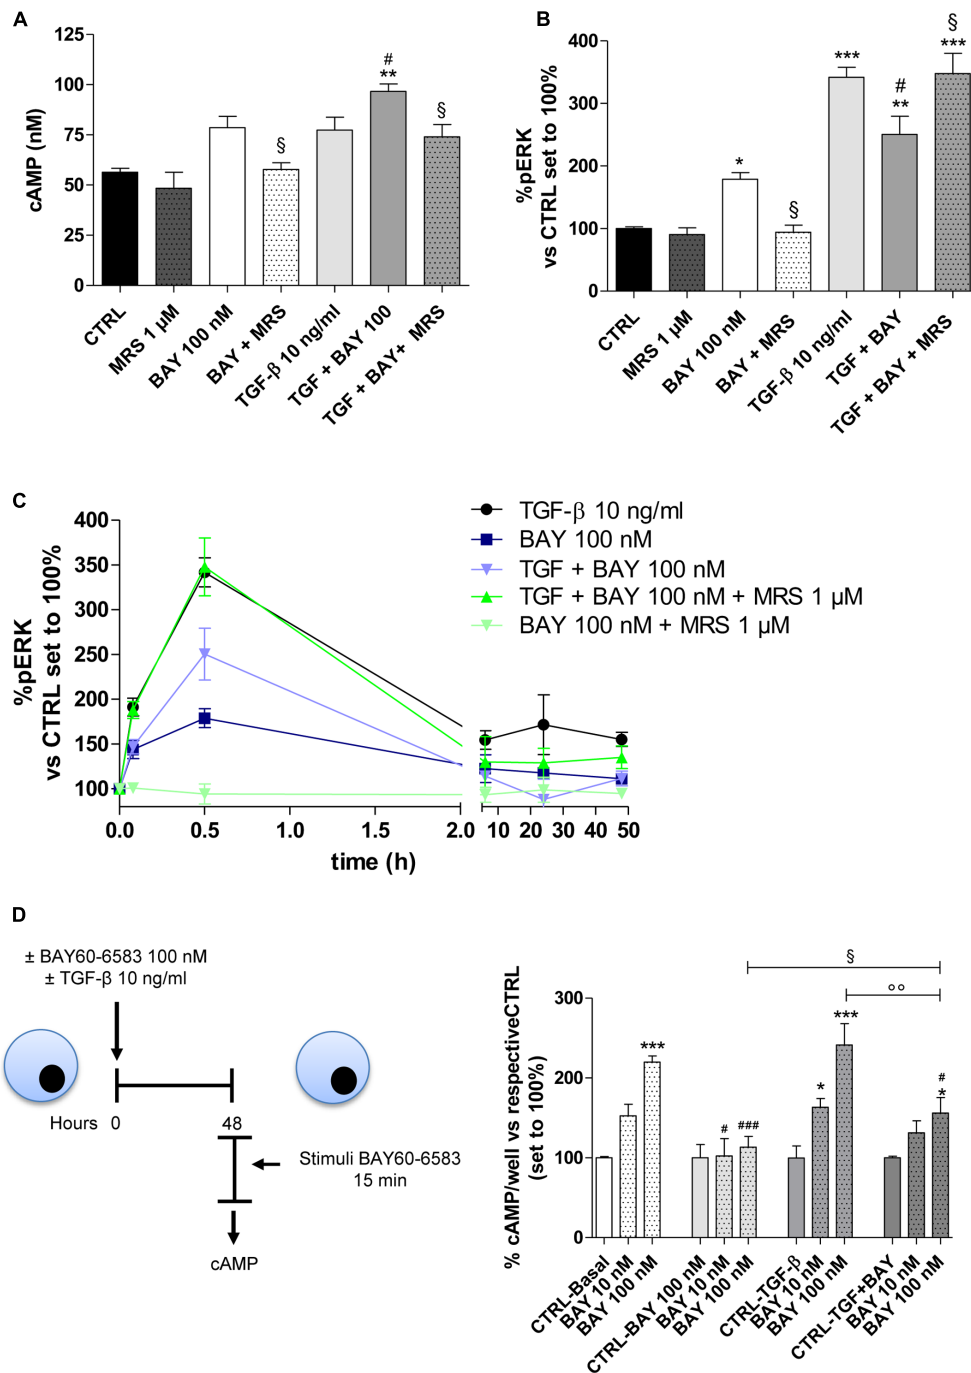 A
125
100
75
50
25
0
cAMP (nM)
#
**
§
§
CTRL
MRS 1 µM
BAY 100 nM
BAY + MRS
TGF-β 10 ng/ml
TGF + BAY 100
TGF + BAY+ MRS
B
400
300
200
100
0
%pERK
vs CTRL set to 100%
*
§
***
#
**
§
***
CTRL
MRS 1 µM
BAY 100 nM
BAY + MRS
TGF-β 10 ng/ml
TGF + BAY
TGF + BAY + MRS
C
400
350
300
250
200
150
100
%pERK
vs CTRL set to 100%
0.0 0.5 1.0 1.5 2.0 10 20 30 40 50
time (h)
TGF-β 10 ng/ml
BAY 100 nM
TGF + BAY 100 nM
TGF + BAY 100 nM + MRS 1 µM
BAY 100 nM + MRS 1 µM
D
± BAY60-6583 100 nM
± TGF-β 10 ng/ml
Hours 0 48
Stimuli BAY60-6583
15 min
cAMP
% cAMP/well vs respectiveCTRL
(set to 100%)
300
200
100
0
§
°°
***
#
###
*
***
#
*
CTRL-Basal
BAY 10 nM
BAY 100 nM
CTRL-BAY 100 nM
BAY 10 nM
BAY 100 nM
CTRL-TGF-β
BAY 10 nM
BAY 100 nM
CTRL-TGF+BAY
BAY 10 nM
BAY 100 nM